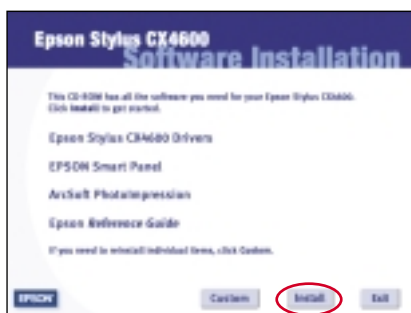 Epson Stylus CX4600
Software Installation
This CD-ROM has all the software you need for your Epson Stylus CX4600.
Click Install to get started.
Epson Stylus CX4600 Drivers
EPSON Smart Panel
ArcSoft PhotoImpression
Epson Reference Guide
If you need to reinstall individual items, click Custom.
EPSON
Custom
Install
Exit